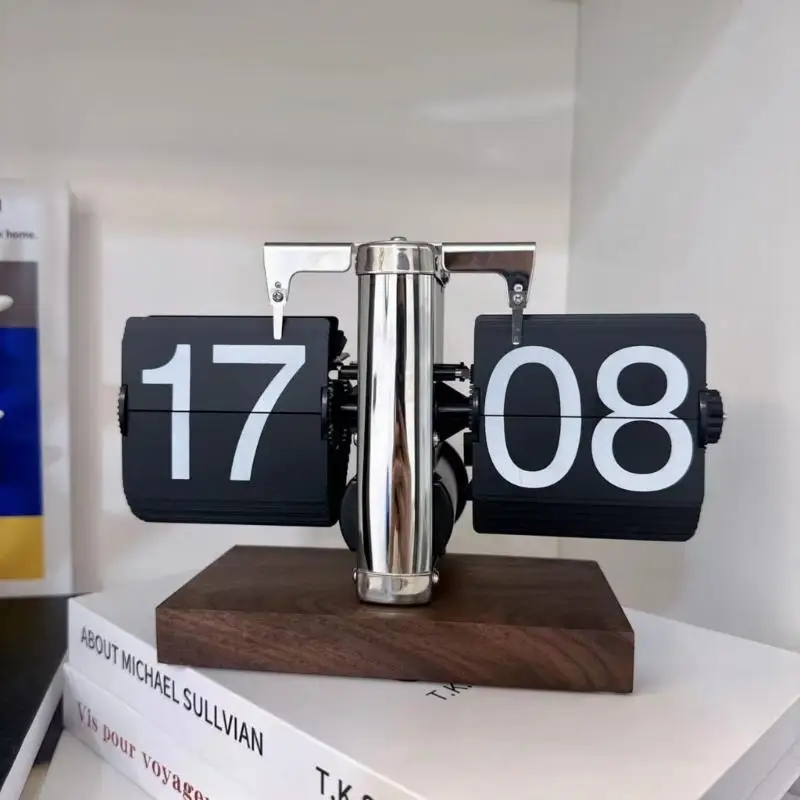 home.
17 08
T.K.
ABOUT MICHAEL SULLVIAN
T.K.
Vis pour voyage